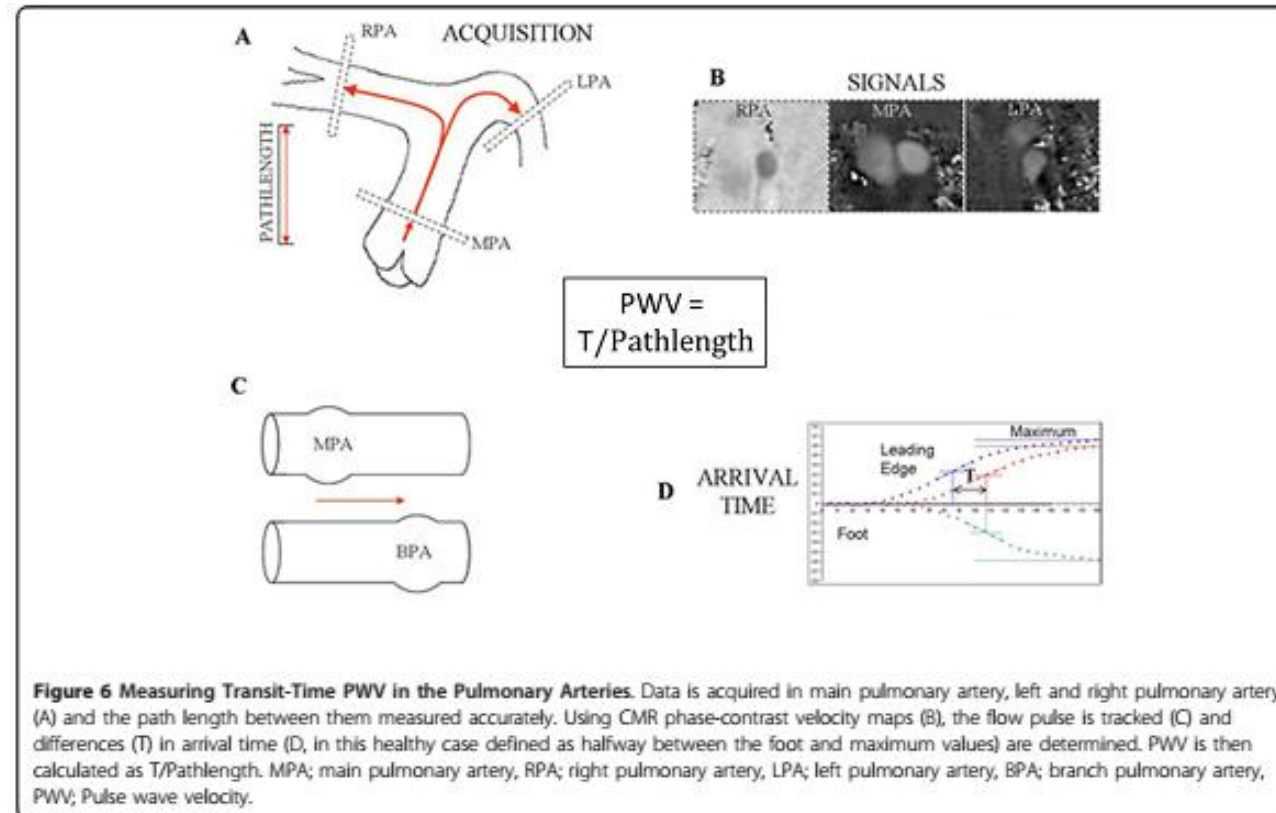 A
RPA
ACQUISITION
LPA
PATHLENGTH
MPA
B
SIGNALS
RPA
MPA
LPA
PWV =
T/Pathlength
C
MPA
BPA
D
ARRIVAL
TIME
Maximum
Leading
Edge
T
Foot
Figure 6 Measuring Transit-Time PWV in the Pulmonary Arteries. Data is acquired in main pulmonary artery, left and right pulmonary artery
(A) and the path length between them measured accurately. Using CMR phase-contrast velocity maps (B), the flow pulse is tracked (C) and
differences (T) in arrival time (D, in this healthy case defined as halfway between the foot and maximum values) are determined. PWV is then
calculated as T/Pathlength. MPA; main pulmonary artery, RPA; right pulmonary artery, LPA; left pulmonary artery, BPA; branch pulmonary artery,
PWV; Pulse wave velocity.